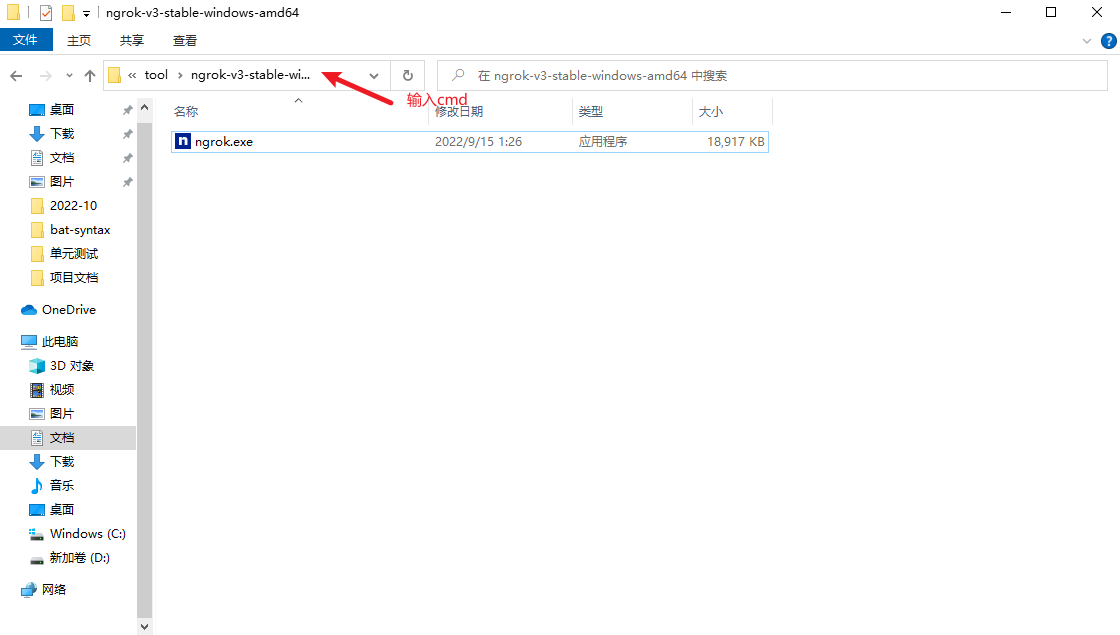 ngrok-v3-stable-windows-amd64
文件 主页 共享 查看
« tool › ngrok-v3-stable-wi... 在 ngrok-v3-stable-windows-amd64 中搜索
输入cmd
名称 修改日期 类型 大小
ngrok.exe 2022/9/15 1:26 应用程序 18,917 KB
桌面
下载
文档
图片
2022-10
bat-syntax
单元测试
项目文档
OneDrive
此电脑
3D 对象
视频
图片
文档
下载
音乐
桌面
Windows (C:)
新加卷 (D:)
网络